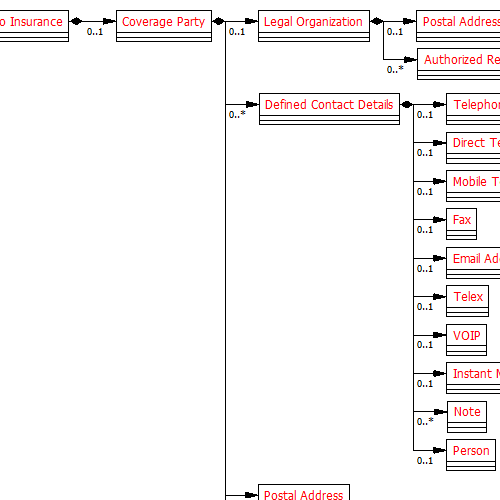 o Insurance
0..1
Coverage Party
0..1
Legal Organization
0..1
Postal Address
0..*
Authorized Re
0..*
Defined Contact Details
0..1
Telephon
0..1
Direct Te
0..1
Mobile T
0..1
Fax
0..1
Email Ad
0..1
Telex
0..1
VOIP
0..1
Instant M
0..*
Note
0..1
Person
Postal Address